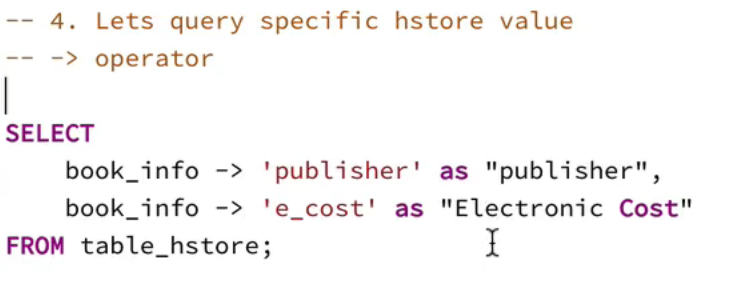 -- 4. Lets query specific hstore value
-- -> operator
SELECT
    book_info -> 'publisher' as "publisher",
    book_info -> 'e_cost' as "Electronic Cost"
FROM table_hstore;